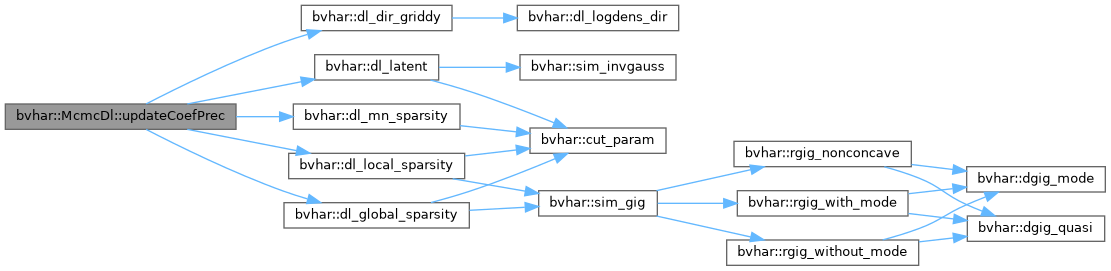 bvhar::McmcDl::updateCoefPrec
bvhar::dl_dir_griddy
bvhar::dl_logdens_dir
bvhar::dl_latent
bvhar::sim_invgauss
bvhar::dl_mn_sparsity
bvhar::cut_param
bvhar::dl_local_sparsity
bvhar::dl_global_sparsity
bvhar::sim_gig
bvhar::rgig_nonconcave
bvhar::rgig_with_mode
bvhar::rgig_without_mode
bvhar::dgig_mode
bvhar::dgig_quasi